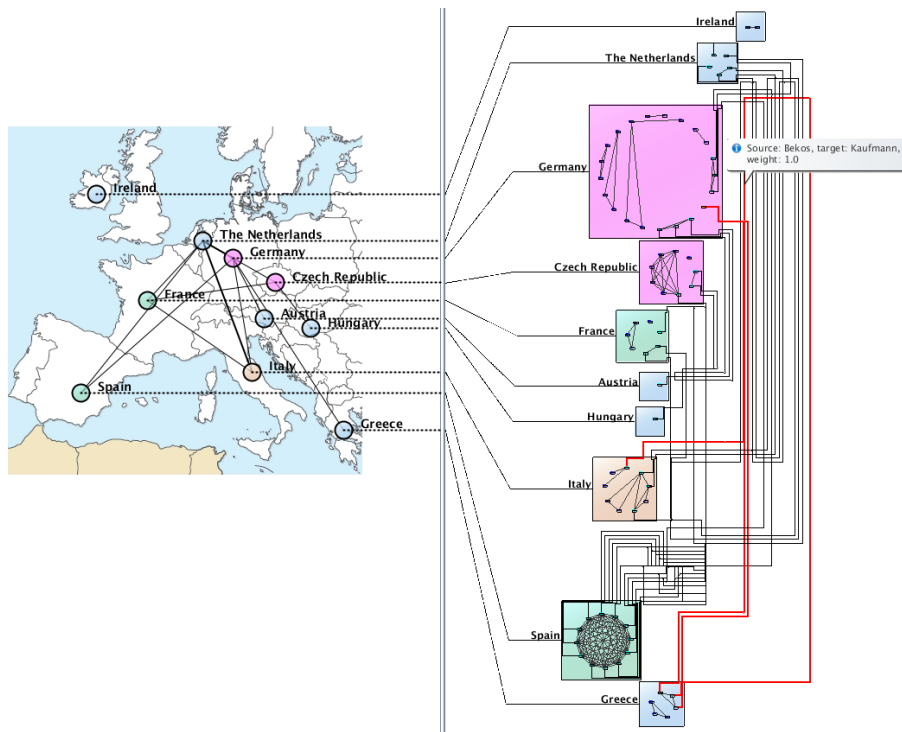 Ireland
The Netherlands
Germany
Czech Republic
France
Austria
Hungary
Italy
Spain
Greece
Ireland
The Netherlands
Germany
Source: Bekos, target: Kaufmann,
weight: 1.0
Czech Republic
France
Austria
Hungary
Italy
Spain
Greece